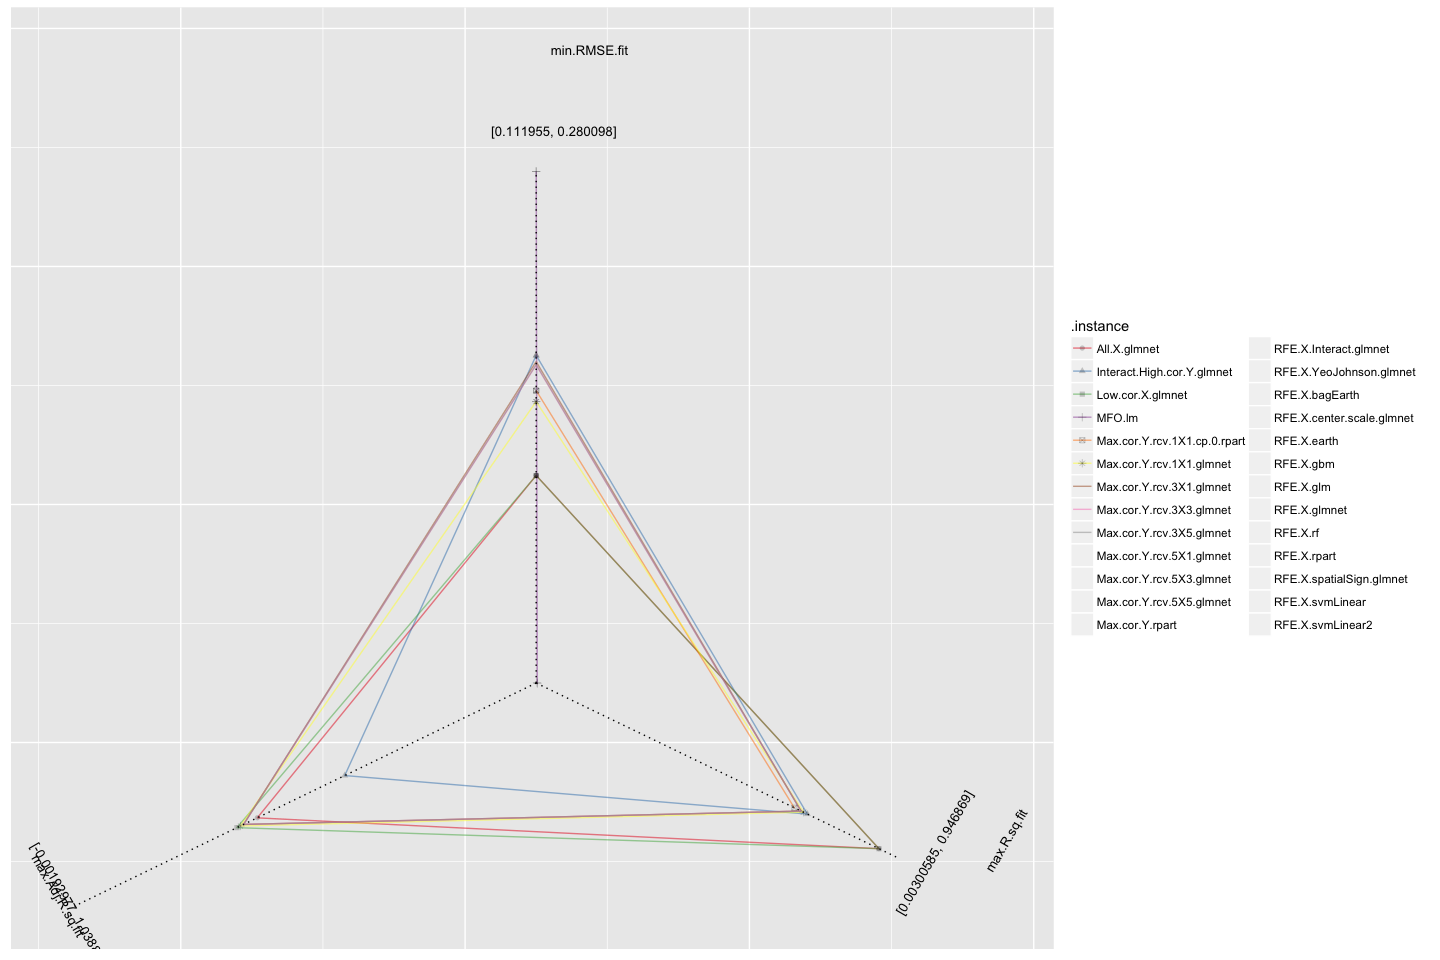 min.RMSE.fit
[0.111955, 0.280098]
.instance
All.X.glmnet
Interact.High.cor.Y.glmnet
Low.cor.X.glmnet
MFO.lm
Max.cor.Y.rcv.1X1.cp.0.rpart
Max.cor.Y.rcv.1X1.glmnet
Max.cor.Y.rcv.3X1.glmnet
Max.cor.Y.rcv.3X3.glmnet
Max.cor.Y.rcv.3X5.glmnet
Max.cor.Y.rcv.5X1.glmnet
Max.cor.Y.rcv.5X3.glmnet
Max.cor.Y.rcv.5X5.glmnet
Max.cor.Y.rpart
RFE.X.Interact.glmnet
RFE.X.YeoJohnson.glmnet
RFE.X.bagEarth
RFE.X.center.scale.glmnet
RFE.X.earth
RFE.X.gbm
RFE.X.glm
RFE.X.glmnet
RFE.X.rf
RFE.X.rpart
RFE.X.spatialSign.glmnet
RFE.X.svmLinear
RFE.X.svmLinear2
[0.00300585, 0.946869]
max.R.sq.fit
max.Adj.R.sq.fit